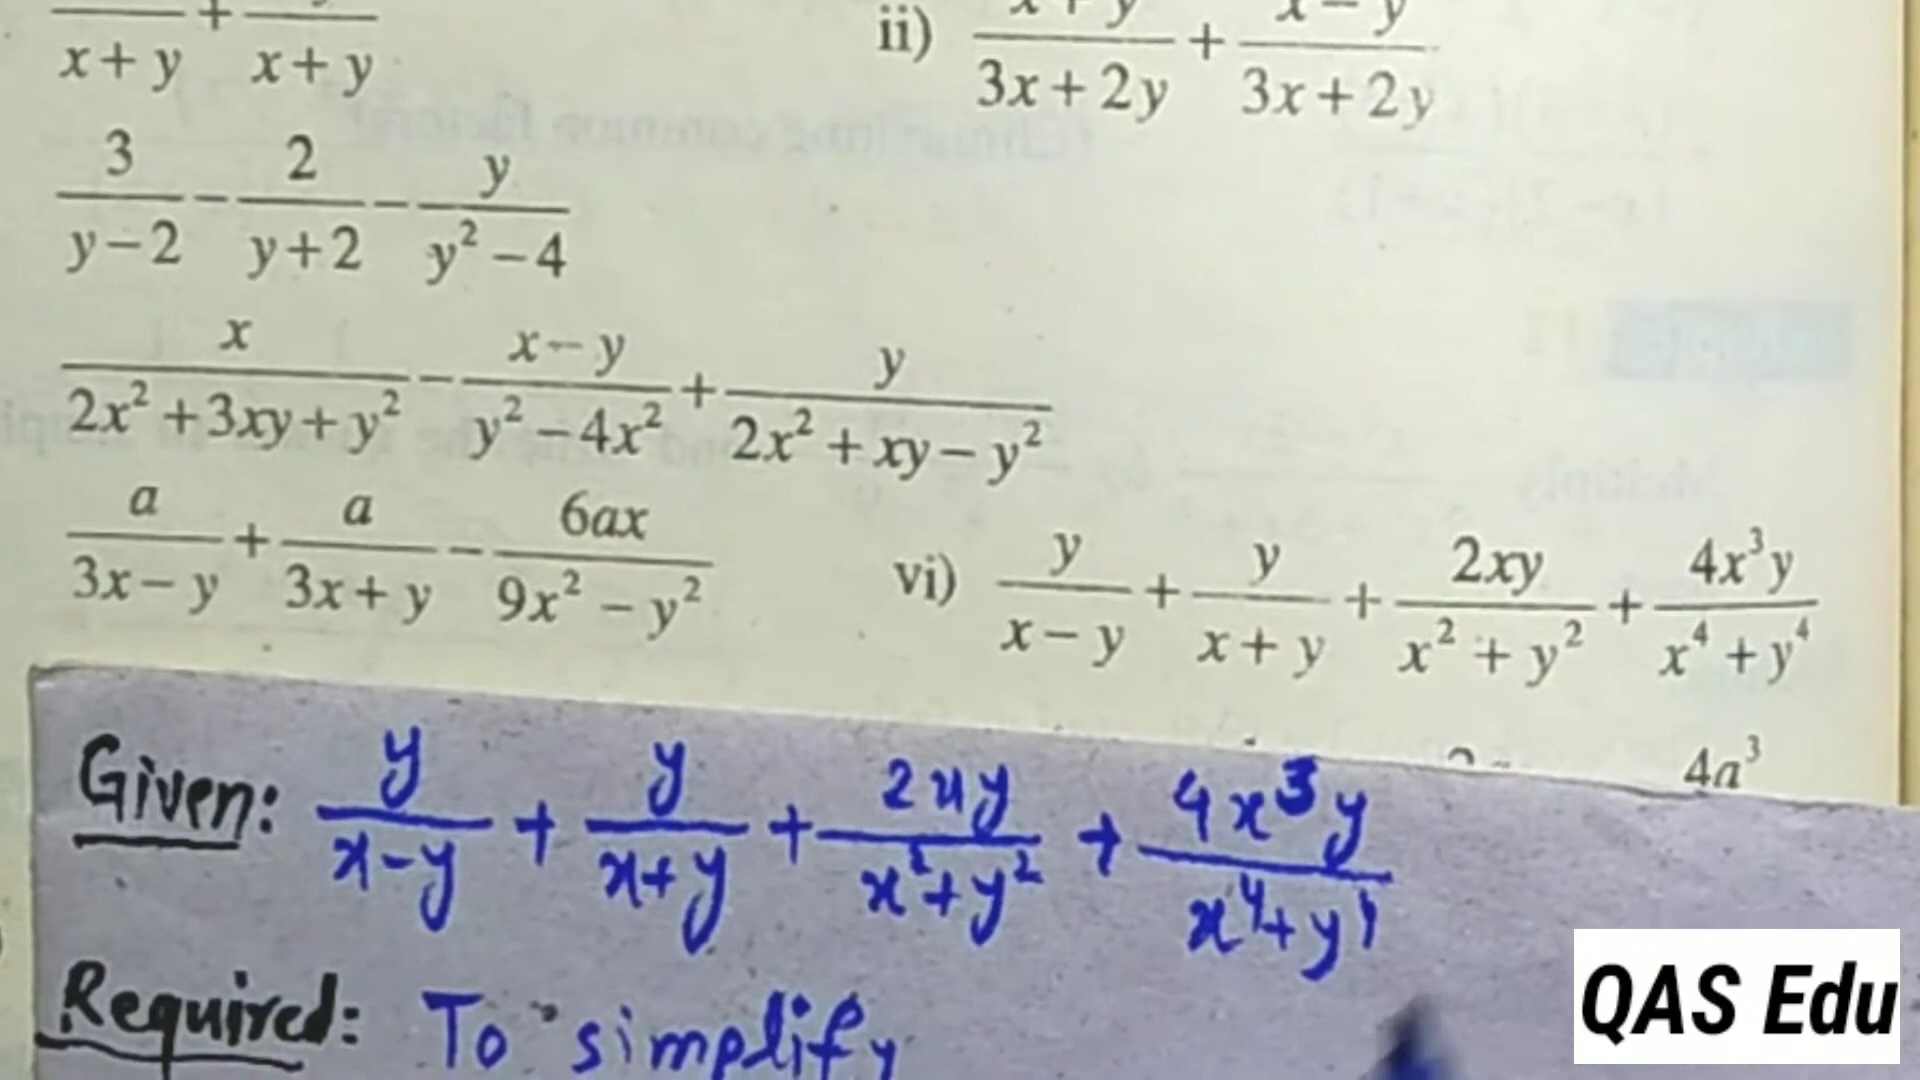 x+y + x+y
ii) x+y/3x+2y + x−y/3x+2y
3/y−2 − 2/y+2 − y/y²−4
x/2x²+3xy+y² − x−y/y²−4x² + y/2x²+xy−y²
a/3x−y + a/3x+y − 6ax/9x²−y²
vi) y/x−y + y/x+y + 2xy/x²+y² + 4x³y/x⁴+y⁴
4a³
Given: y/x−y + y/x+y + 2xy/x²+y² + 4x³y/x⁴+y⁴
Required: To simplify
QAS Edu